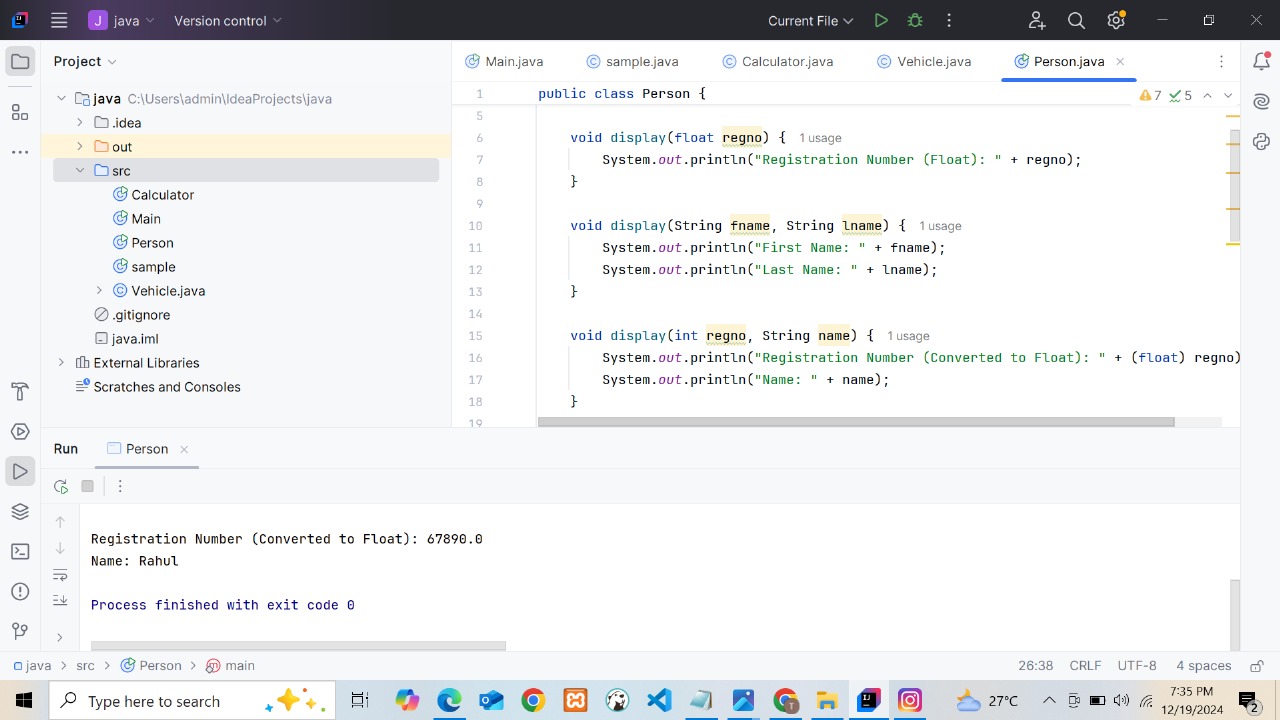 J java Version control Current File
Project
java C:\Users\admin\IdeaProjects\java
.idea
out
src
Calculator
Main
Person
sample
Vehicle.java
.gitignore
java.iml
External Libraries
Scratches and Consoles
Main.java sample.java Calculator.java Vehicle.java Person.java
7 5
1 public class Person {
5
6 void display(float regno) { 1 usage
7 System.out.println("Registration Number (Float): " + regno);
8 }
9
10 void display(String fname, String lname) { 1 usage
11 System.out.println("First Name: " + fname);
12 System.out.println("Last Name: " + lname);
13 }
14
15 void display(int regno, String name) { 1 usage
16 System.out.println("Registration Number (Converted to Float): " + (float) regno)
17 System.out.println("Name: " + name);
18 }
19
Run Person
Registration Number (Converted to Float): 67890.0
Name: Rahul
Process finished with exit code 0
java > src > Person > main 26:38 CRLF UTF-8 4 spaces
Type here to search 27°C 7:35 PM
12/19/2024 2